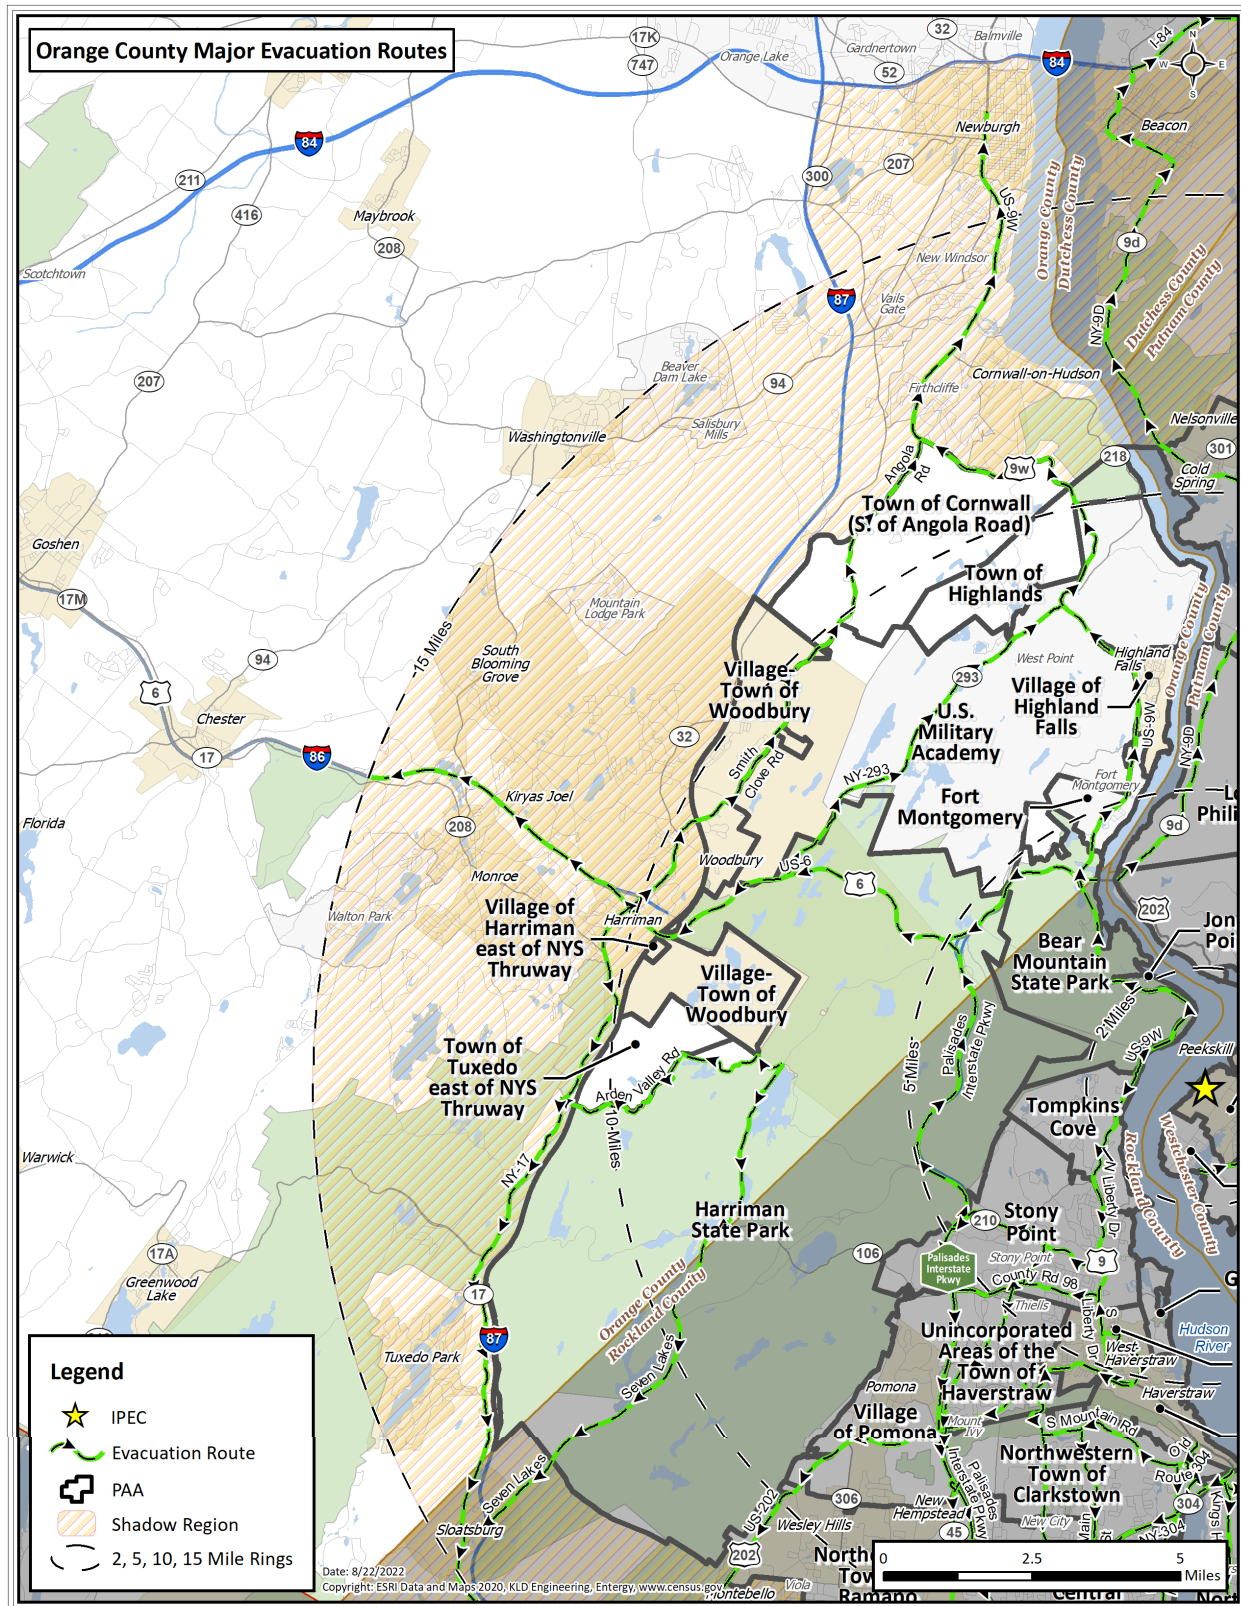 Orange County Major Evacuation Routes
17K
747
32
Balmville
Gardnertown
Orange Lake
52
84
I-84
N
W
E
S
84
Newburgh
Beacon
211
416
Maybrook
208
300
207
US-9W
Orange County
Dutchess County
9d
Scotchtown
New Windsor
Dutchess County
Putnam County
87
Vails
Gate
NY-9D
Beaver
Dam Lake
94
Firthcliffe
Cornwall-on-Hudson
207
Salisbury
Mills
Nelsonville
Washingtonville
218
301
Angola
Rd
9w
Cold
Spring
Town of Cornwall
(S. of Angola Road)
Goshen
17M
Town of
Highlands
Mountain
Lodge Park
15 Miles
94
South
Blooming
Grove
6
Chester
17
86
Village-
Town of
Woodbury
293
West Point
Highland
Falls
Village of
Highland
Falls
Orange County
Putnam County
U.S.
Military
Academy
32
Smith
Clove Rd
US-9W
NY-9D
NY-293
Fort
Montgomery
Fort
Montgomery
Kiryas Joel
208
Florida
9d
Phili
Woodbury
US-6
6
Monroe
Walton Park
Village of
Harriman
east of NYS
Thruway
Harriman
202
Jon
Poi
Bear
Mountain
State Park
Village-
Town of
Woodbury
2 Miles
Palisades
Interstate Pkwy
5 Miles
US-9W
Peekskill
Town of
Tuxedo
east of NYS
Thruway
Arden Valley Rd
10 Miles
Tompkins
Cove
Warwick
NY-17
N Liberty Dr
Rockland County
Westchester County
Harriman
State Park
210
Stony
Point
17A
Greenwood
Lake
106
Palisades
Interstate
Pkwy
Stony Point
9
County Rd 98
Thiells
S
Liberty Dr
17
87
Orange County
Rockland County
Hudson
River
Unincorporated
Areas of the
Town of
Haverstraw
West
Haverstraw
Tuxedo Park
Seven Lakes
Pomona
Haverstraw
Village
of Pomona
Mount
Ivy
S Mountain Rd
Old
Route 304
Northwestern
Town of
Clarkstown
Palisades
Interstate Pkwy
Seven Lakes
306
New
Hempstead
45
304
New City
NY-304
Main
Kings H
Sloatsburg
US-202
Wesley Hills
202
Viola
Montebello
Legend
IPEC
Evacuation Route
PAA
Shadow Region
2, 5, 10, 15 Mile Rings
Date: 8/22/2022
Copyright: ESRI Data and Maps 2020, KLD Engineering, Entergy, www.census.gov
0
2.5
5
Miles